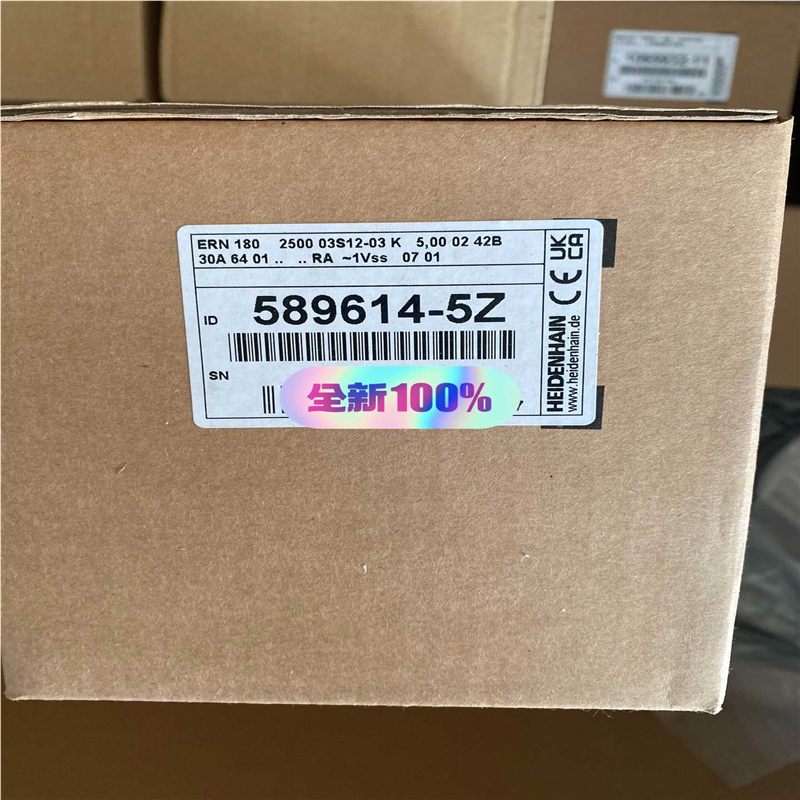 ERN 180 2500 03S12-03 K 5,00 02 42B
30A 64 01 .. .. RA ~1Vss 07 01
ID 589614-5Z
SN
全新100%
HEIDENHAIN
www.heidenhain.de
CE
UK
CA